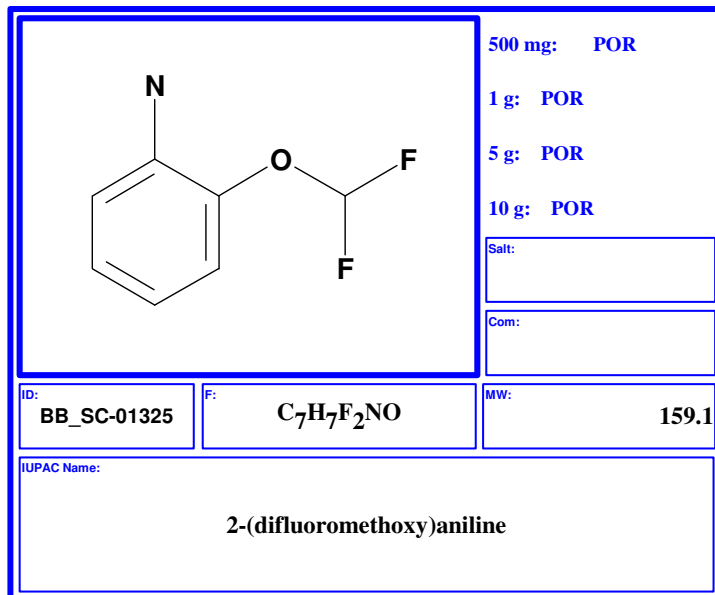 N
O
F
F
500 mg: POR
1 g: POR
5 g: POR
10 g: POR
Salt:
Com:
ID:
BB_SC-01325
F:
C7H7F2NO
MW:
159.1
IUPAC Name:
2-(difluoromethoxy)aniline